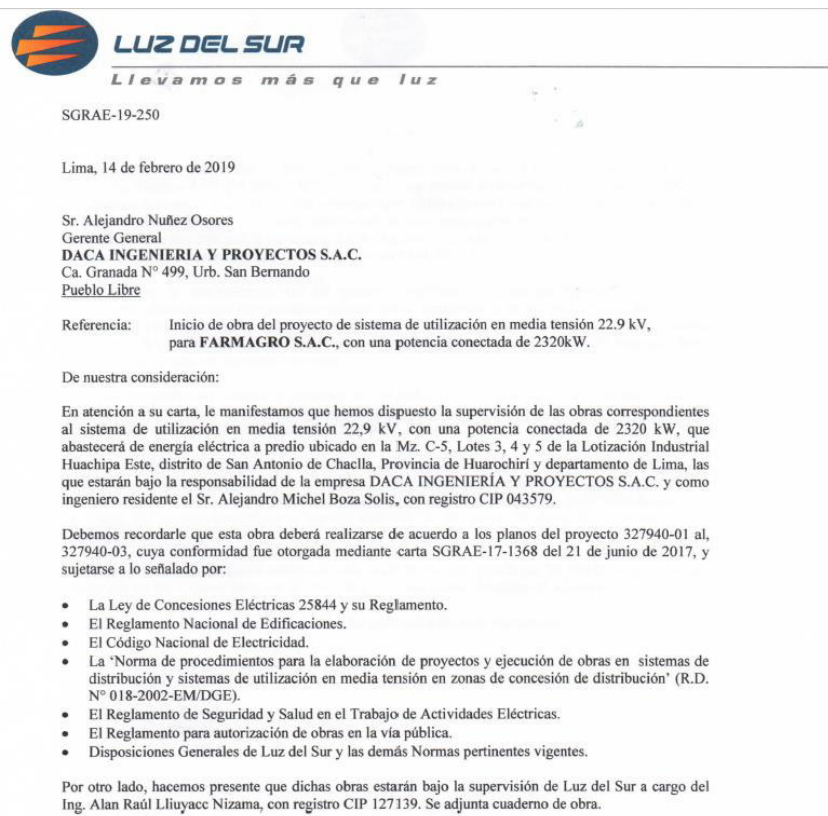 LUZ DEL SUR
Llevamos más que luz
SGRAE-19-250
Lima, 14 de febrero de 2019
Sr. Alejandro Nuñez Osores
Gerente General
DACA INGENIERIA Y PROYECTOS S.A.C.
Ca. Granada N° 499, Urb. San Bernando
Pueblo Libre
Referencia: Inicio de obra del proyecto de sistema de utilización en media tensión 22.9 kV,
para FARMAGRO S.A.C., con una potencia conectada de 2320kW.
De nuestra consideración:
En atención a su carta, le manifestamos que hemos dispuesto la supervisión de las obras correspondientes
al sistema de utilización en media tensión 22,9 kV, con una potencia conectada de 2320 kW, que
abastecerá de energía eléctrica a predio ubicado en la Mz. C-5, Lotes 3, 4 y 5 de la Lotización Industrial
Huachipa Este, distrito de San Antonio de Chaclla, Provincia de Huarochirí y departamento de Lima, las
que estarán bajo la responsabilidad de la empresa DACA INGENIERÍA Y PROYECTOS S.A.C. y como
ingeniero residente el Sr. Alejandro Michel Boza Solis, con registro CIP 043579.
Debemos recordarle que esta obra deberá realizarse de acuerdo a los planos del proyecto 327940-01 al,
327940-03, cuya conformidad fue otorgada mediante carta SGRAE-17-1368 del 21 de junio de 2017, y
sujetarse a lo señalado por:
• La Ley de Concesiones Eléctricas 25844 y su Reglamento.
• El Reglamento Nacional de Edificaciones.
• El Código Nacional de Electricidad.
• La ‘Norma de procedimientos para la elaboración de proyectos y ejecución de obras en sistemas de
distribución y sistemas de utilización en media tensión en zonas de concesión de distribución’ (R.D.
N° 018-2002-EM/DGE).
• El Reglamento de Seguridad y Salud en el Trabajo de Actividades Eléctricas.
• El Reglamento para autorización de obras en la vía pública.
• Disposiciones Generales de Luz del Sur y las demás Normas pertinentes vigentes.
Por otro lado, hacemos presente que dichas obras estarán bajo la supervisión de Luz del Sur a cargo del
Ing. Alan Raúl Lliuyacc Nizama, con registro CIP 127139. Se adjunta cuaderno de obra.